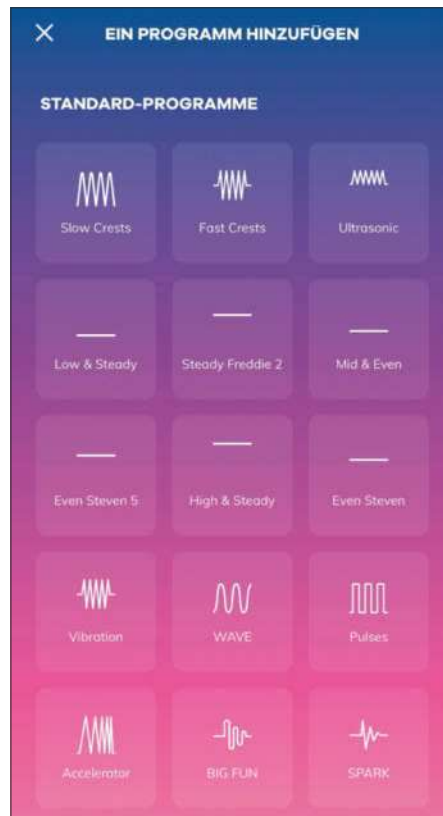 EIN PROGRAMM HINZUFÜGEN
STANDARD-PROGRAMME
Slow Crests Fast Crests Ultrasonic
Low & Steady Steady Freddie 2 Mid & Even
Even Steven 5 High & Steady Even Steven
Vibration WAVE Pulses
Accelerator BIG FUN SPARK